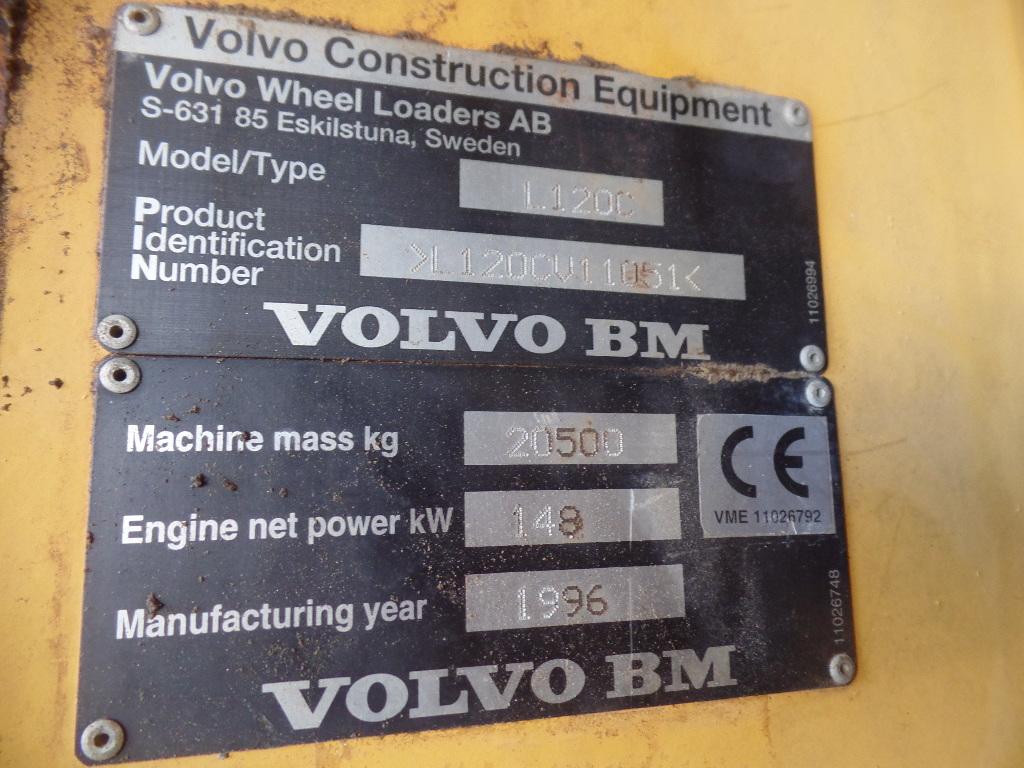 Volvo Construction Equipment
Volvo Wheel Loaders AB
S-631 85 Eskilstuna, Sweden
Model/Type L120C
Product
Identification
Number >L120CV11051<
11026994
VOLVO BM
Machine mass kg 20500
CE
Engine net power kW 148
VME 11026792
Manufacturing year 1996
11026748
VOLVO BM